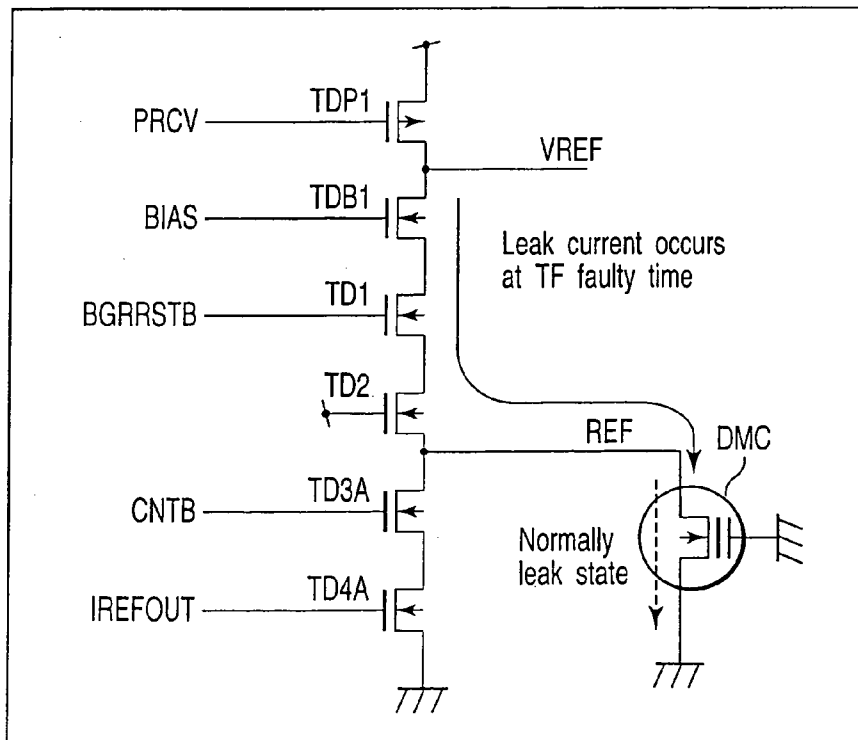 TDP1
PRCV
VREF
TDB1
BIAS
Leak current occurs
at TF faulty time
TD1
BGRRSTB
TD2
REF
DMC
TD3A
CNTB
Normally
leak state
TD4A
IREFOUT